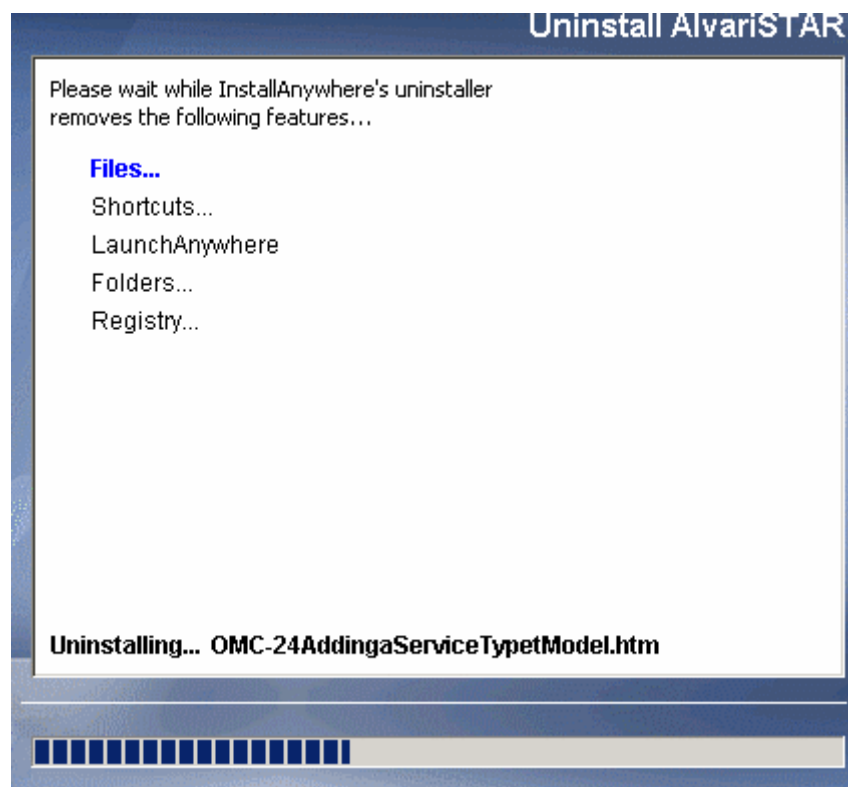 Uninstall AlvariSTAR
Please wait while InstallAnywhere's uninstaller
removes the following features...
Files...
Shortcuts...
LaunchAnywhere
Folders...
Registry...
Uninstalling... OMC-24AddingaServiceTypetModel.htm